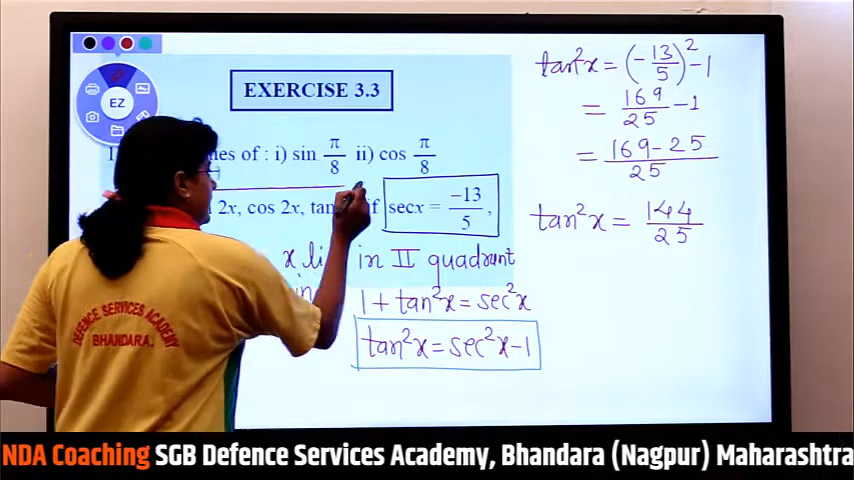 EZ
EXERCISE 3.3
of : i) sin π/8 ii) cos π/8
2x, cos 2x, tan if secx = -13/5,
x in II quadrant
1 + tan²x = sec²x
tan²x = sec²x - 1
tan²x = (-13/5)² - 1
= 169/25 - 1
= 169 - 25/25
tan²x = 144/25
DEFENCE SERVICES ACADEMY
BHANDARA.
NDA Coaching SGB Defence Services Academy, Bhandara (Nagpur) Maharashtra